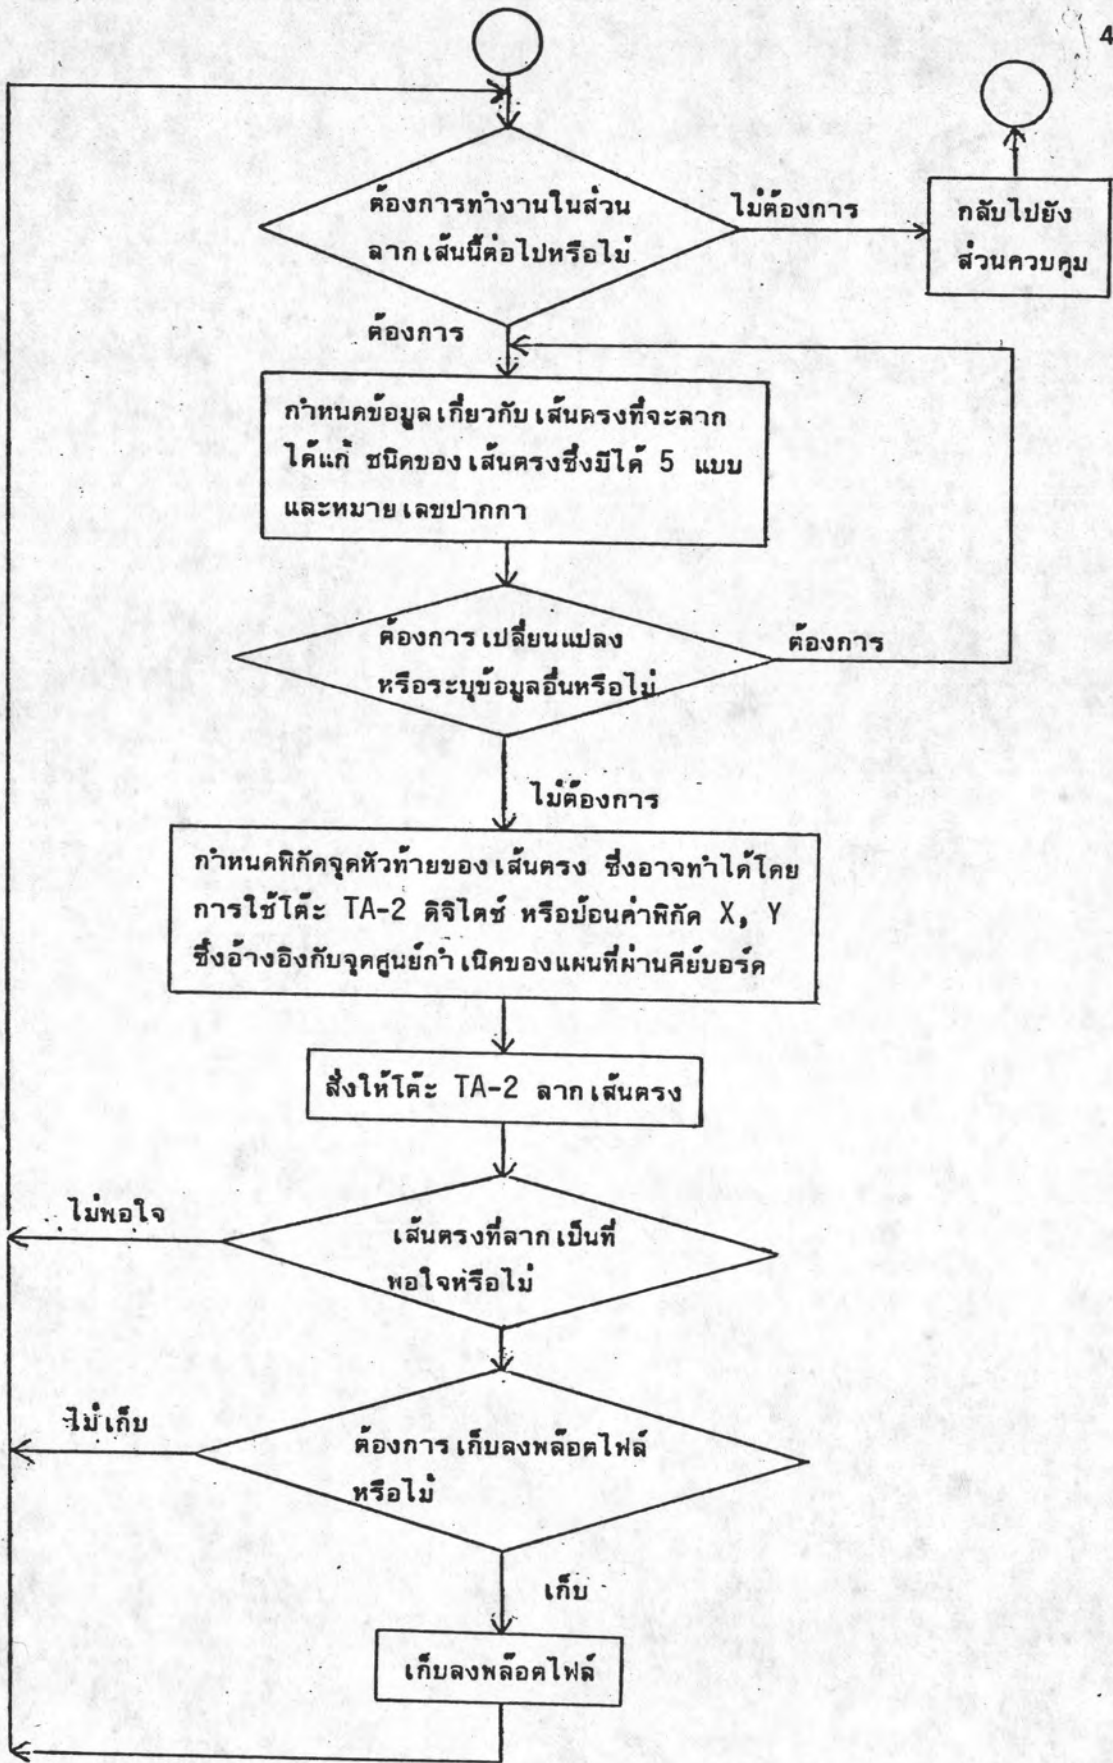 4
ต้องการทำงานในส่วน
ลากเส้นนี้ต่อไปหรือไม่
ไม่ต้องการ
กลับไปยัง
ส่วนควบคุม
ต้องการ
กำหนดข้อมูลเกี่ยวกับเส้นตรงที่จะลาก
ได้แก่ ชนิดของเส้นตรงซึ่งมีได้ 5 แบบ
และหมายเลขปากกา
ต้องการเปลี่ยนแปลง
หรือระบุข้อมูลอื่นหรือไม่
ต้องการ
ไม่ต้องการ
กำหนดพิกัดจุดหัวท้ายของเส้นตรง ซึ่งอาจทำได้โดย
การใช้โต๊ะ TA-2 ดิจิไตซ์ หรือป้อนค่าพิกัด X, Y
ซึ่งอ้างอิงกับจุดศูนย์กำเนิดของแผนที่ผ่านคีย์บอร์ด
สั่งให้โต๊ะ TA-2 ลากเส้นตรง
ไม่พอใจ
เส้นตรงที่ลากเป็นที่
พอใจหรือไม่
ไม่เก็บ
ต้องการเก็บลงพล๊อตไฟล์
หรือไม่
เก็บ
เก็บลงพล๊อตไฟล์